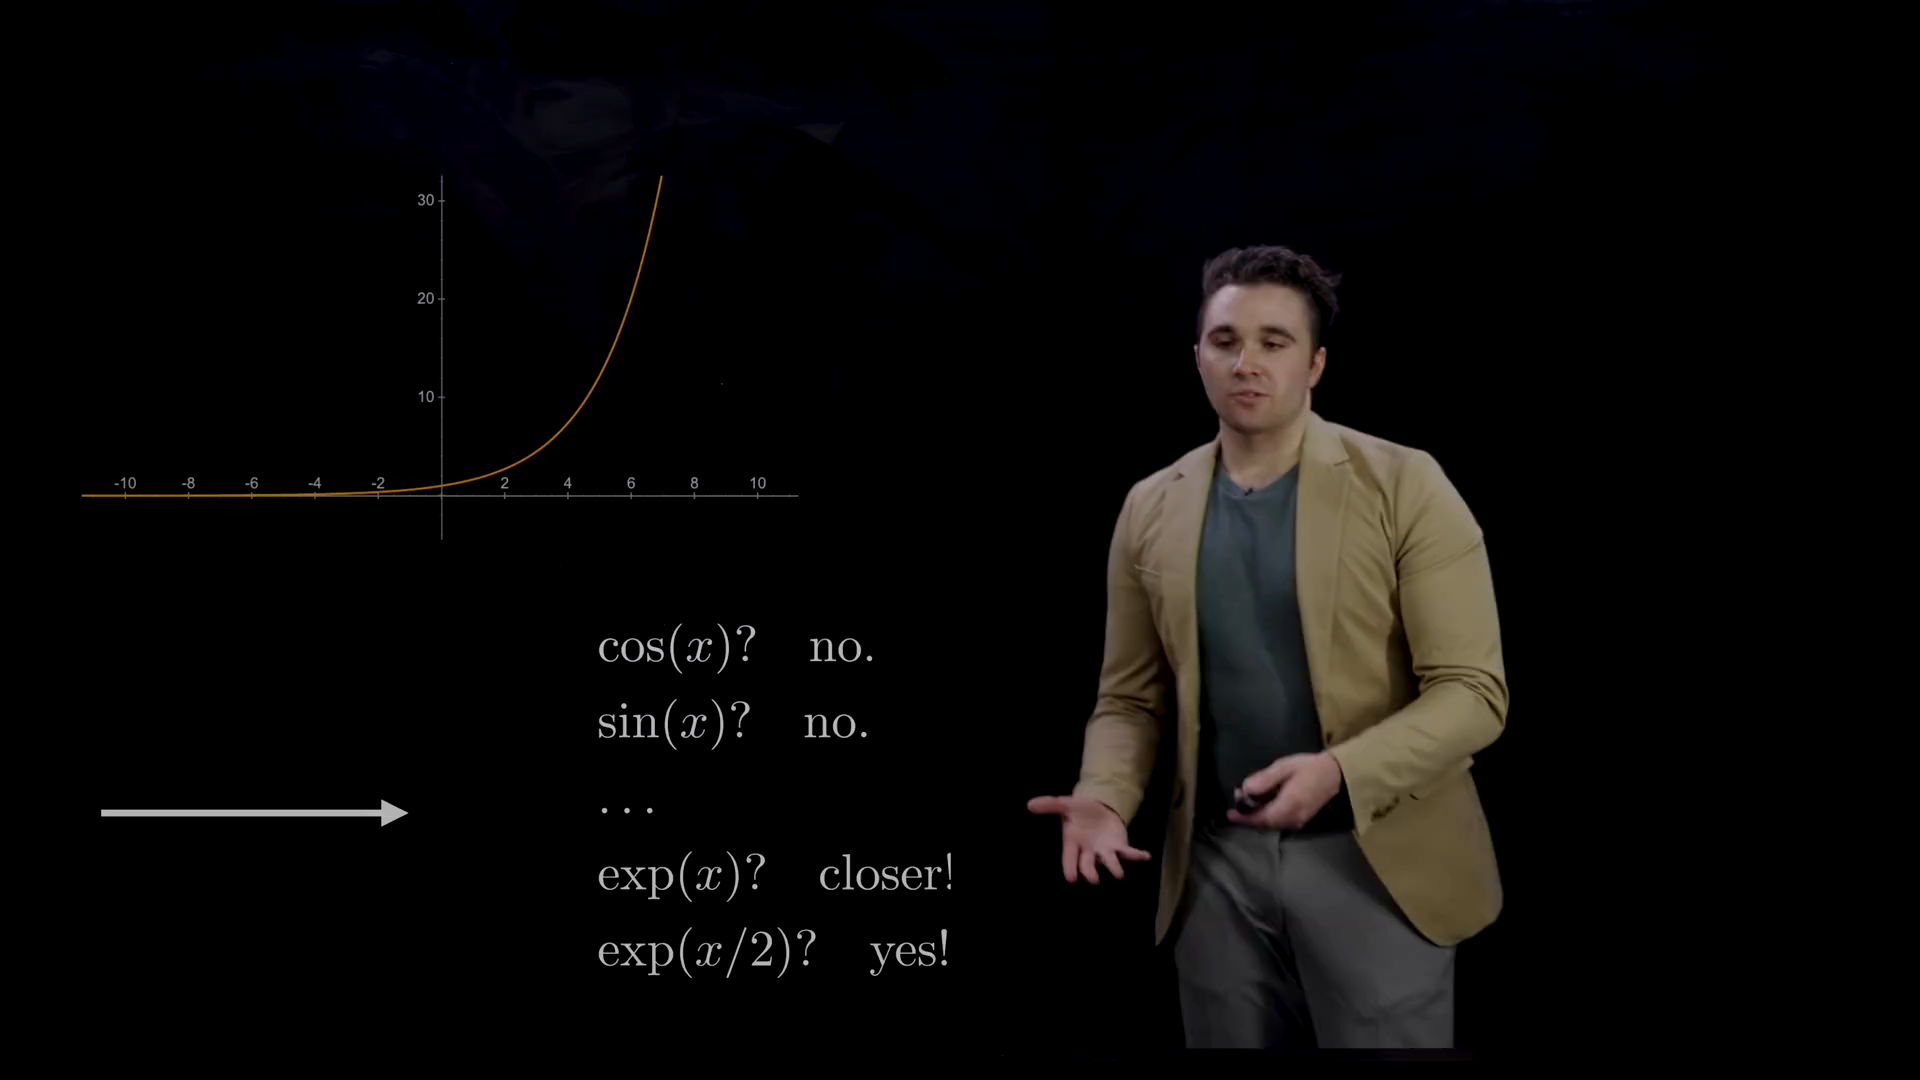 30
20
10
-10 -8 -6 -4 -2 2 4 6 8 10
cos(x)? no.
sin(x)? no.
...
exp(x)? closer!
exp(x/2)? yes!